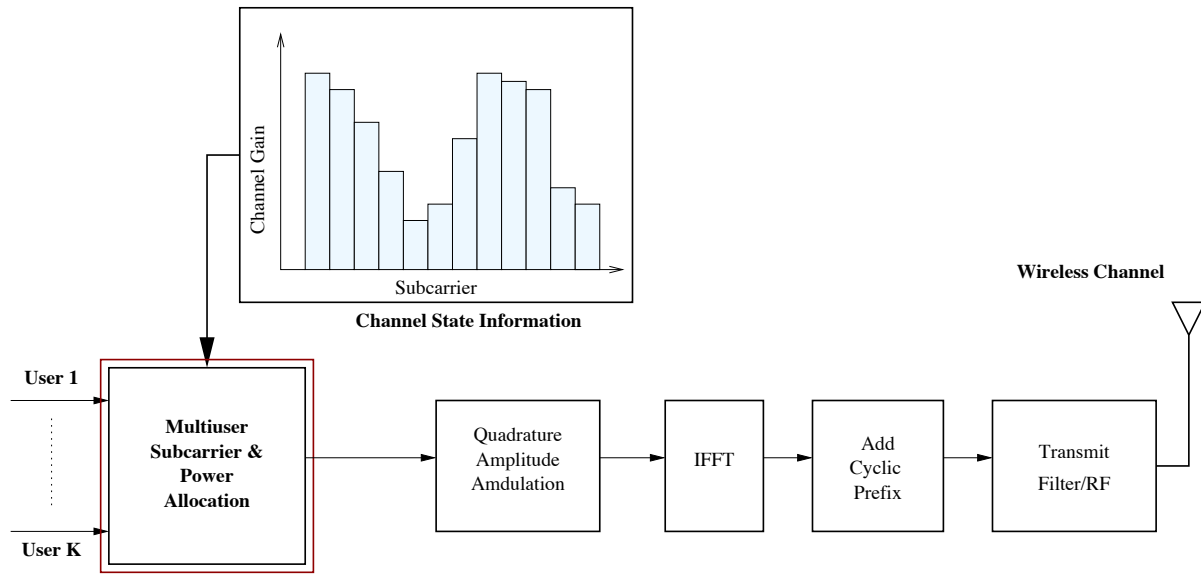 Channel Gain
Subcarrier
Channel State Information
Wireless Channel
User 1
User K
Multiuser
Subcarrier &
Power
Allocation
Quadrature
Amplitude
Amdulation
IFFT
Add
Cyclic
Prefix
Transmit
Filter/RF